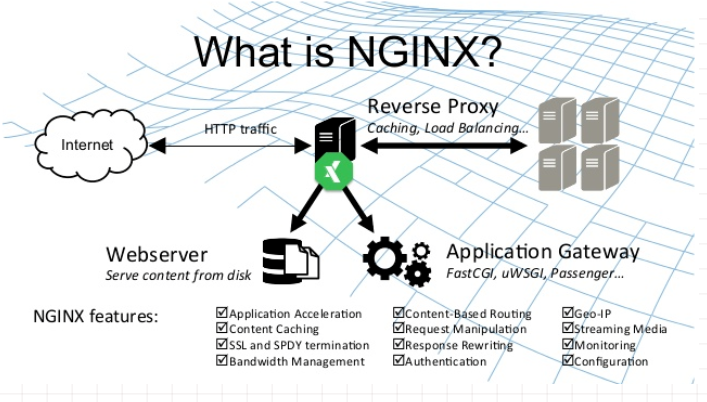 What is NGINX?
Reverse Proxy
Caching, Load Balancing...
HTTP traffic
Internet
Webserver
Serve content from disk
Application Gateway
FastCGI, uWSGI, Passenger...
NGINX features:
☑Application Acceleration
☑Content Caching
☑SSL and SPDY termination
☑Bandwidth Management
☑Content-Based Routing
☑Request Manipulation
☑Response Rewriting
☑Authentication
☑Geo-IP
☑Streaming Media
☑Monitoring
☑Configuration